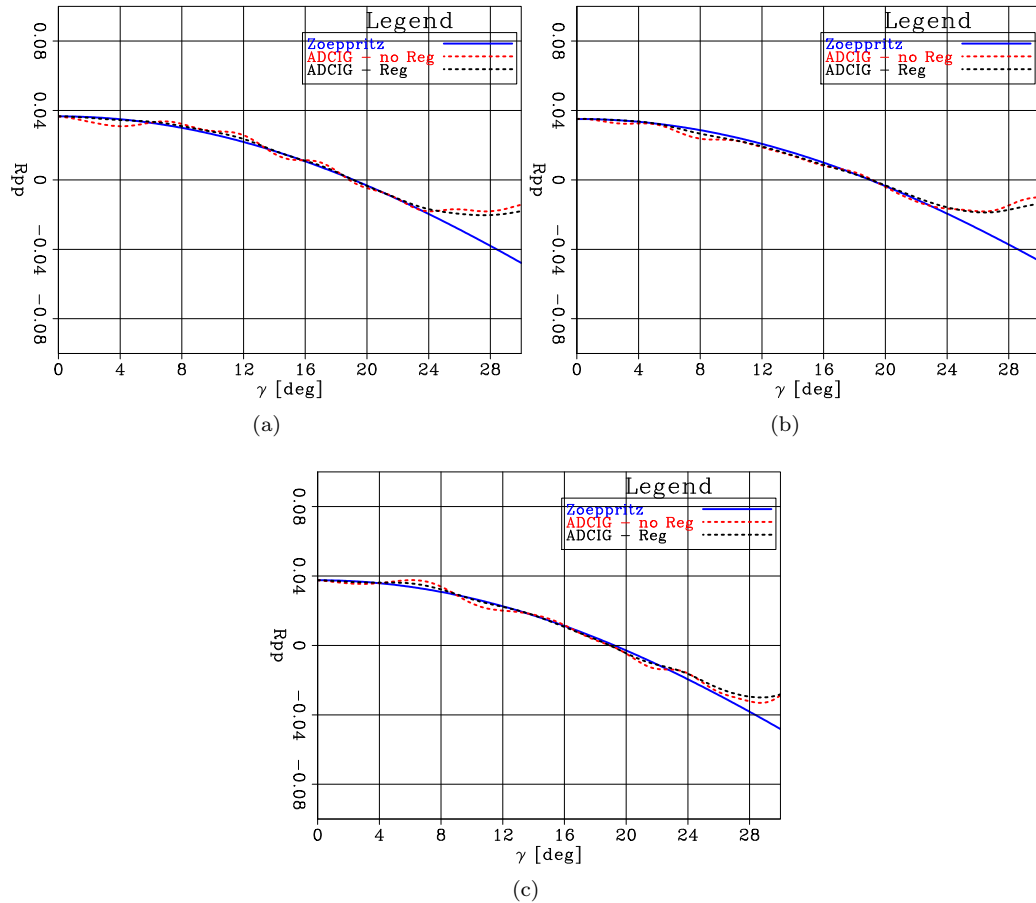 Legend
Zoeppritz
ADCIG - no Reg
ADCIG - Reg
0.08
0.04
0
-0.04
-0.08
Rpp
0 4 8 12 16 20 24 28
γ [deg]
(a)
Legend
Zoeppritz
ADCIG - no Reg
ADCIG - Reg
0.08
0.04
0
-0.04
-0.08
Rpp
0 4 8 12 16 20 24 28
γ [deg]
(b)
Legend
Zoeppritz
ADCIG - no Reg
ADCIG - Reg
0.08
0.04
0
-0.04
-0.08
Rpp
0 4 8 12 16 20 24 28
γ [deg]
(c)